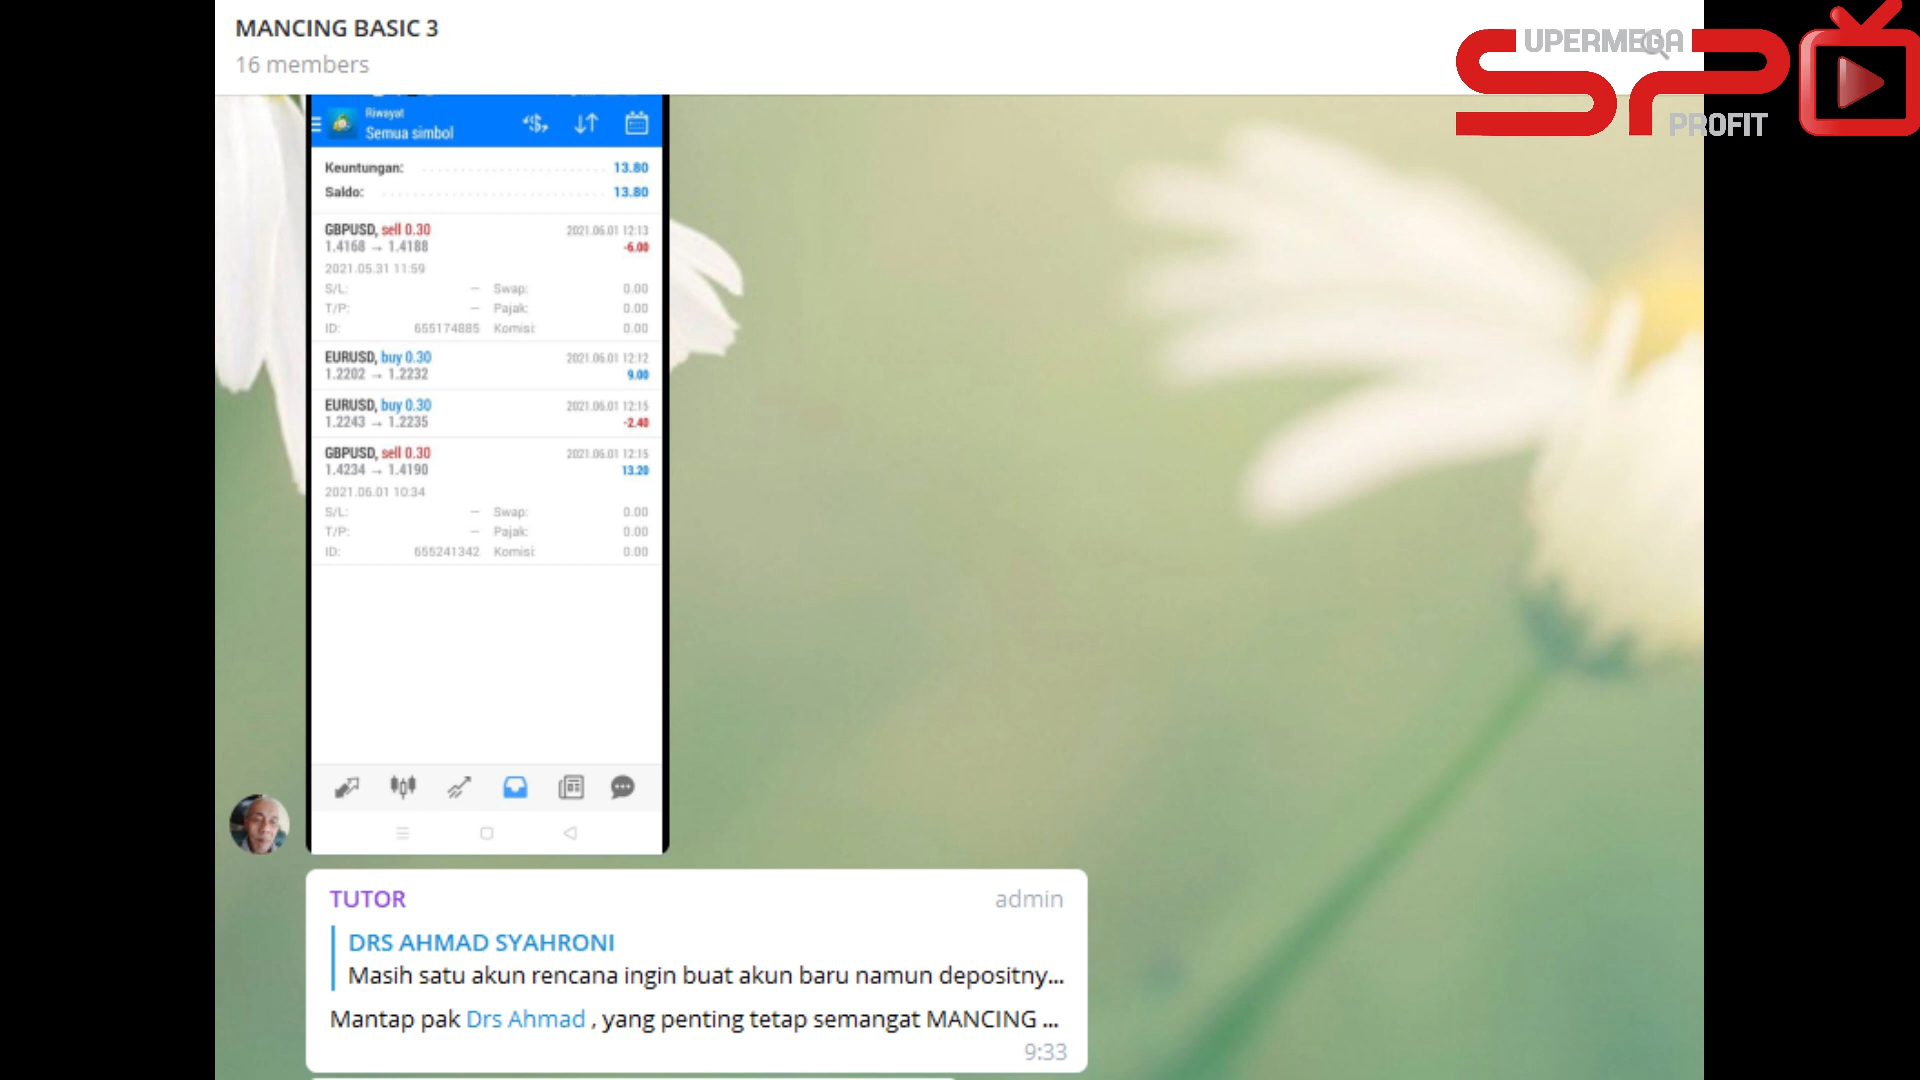 MANCING BASIC 3
16 members
UPERMEGA
SP
PROFIT
Riwayat
Semua simbol
Keuntungan: 13.80
Saldo: 13.80
GBPUSD, sell 0.30 2021.06.01 12:13
1.4168 → 1.4188 -6.00
2021.05.31 11:59
S/L: – Swap: 0.00
T/P: – Pajak: 0.00
ID: 655174885 Komisi: 0.00
EURUSD, buy 0.30 2021.06.01 12:12
1.2202 → 1.2232 9.00
EURUSD, buy 0.30 2021.06.01 12:15
1.2243 → 1.2235 -2.40
GBPUSD, sell 0.30 2021.06.01 12:15
1.4234 → 1.4190 13.20
2021.06.01 10:34
S/L: – Swap: 0.00
T/P: – Pajak: 0.00
ID: 655241342 Komisi: 0.00
TUTOR admin
DRS AHMAD SYAHRONI
Masih satu akun rencana ingin buat akun baru namun depositny...
Mantap pak Drs Ahmad , yang penting tetap semangat MANCING ...
9:33